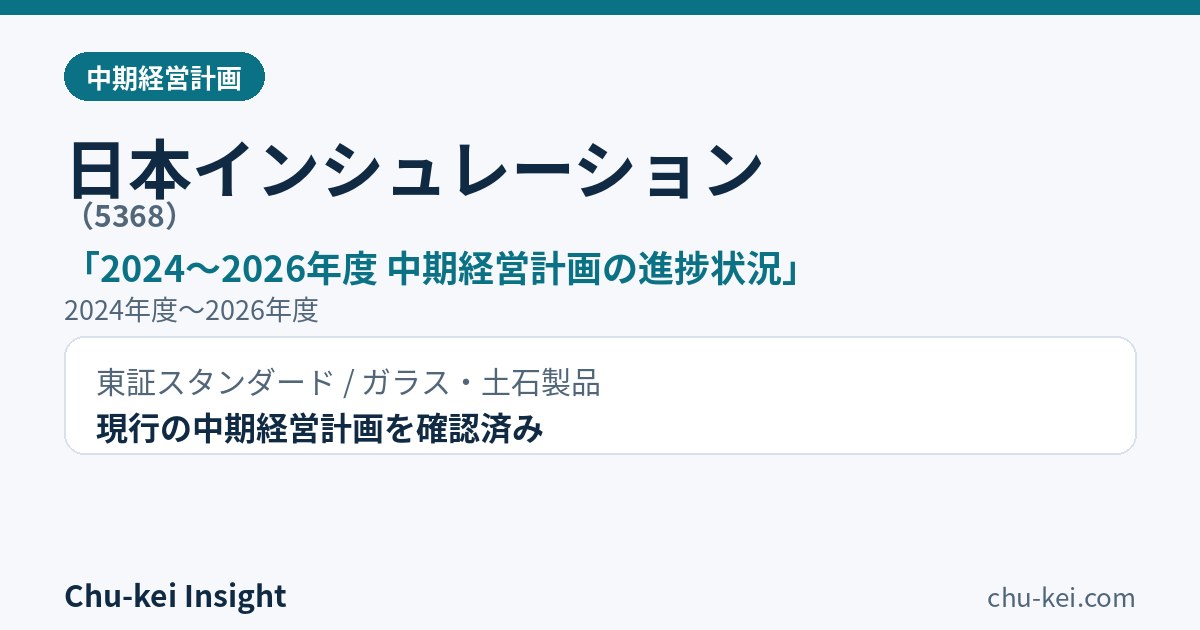 中期経営計画
日本インシュレーション
（5368）
「2024〜2026年度 中期経営計画の進捗状況」
2024年度〜2026年度
東証スタンダード / ガラス・土石製品
現行の中期経営計画を確認済み
Chu-kei Insight
chu-kei.com